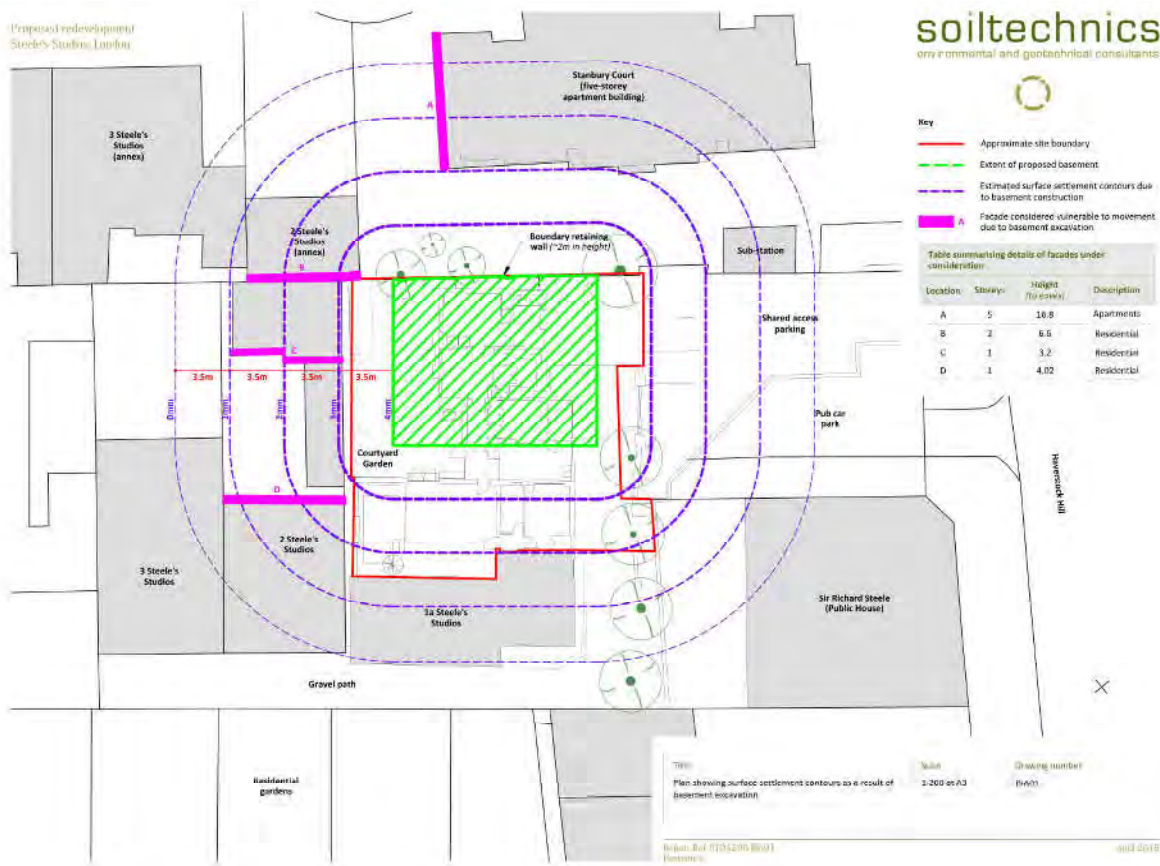 Proposed redevelopment
Steele's Studios, London
soiltechnics
environmental and geotechnical consultants
Key
Approximate site boundary
Extent of proposed basement
Estimated surface settlement contours due
to basement construction
A
Facade considered vulnerable to movement
due to basement excavation
Table summarising details of facades under
consideration
Location Storeys Height (to eaves) Description
A 5 16.8 Apartments
B 2 6.6 Residential
C 1 3.2 Residential
D 1 4.02 Residential
Stanbury Court
(five-storey
apartment building)
A
3 Steele's
Studios
(annex)
2 Steele's
Studios
(annex)
B
Boundary retaining
wall (~2m in height)
Sub-station
Shared access
parking
C
3.5m 3.5m 3.5m 3.5m
0mm 1mm 2mm 3mm 4mm
Pub car
park
Courtyard
Garden
Haverstock Hill
D
2 Steele's
Studios
3 Steele's
Studios
1a Steele's
Studios
Sir Richard Steele
(Public House)
Gravel path
Residential
gardens
Title
Plan showing surface settlement contours as a result of
basement excavation
Scale
1:200 at A3
Drawing number